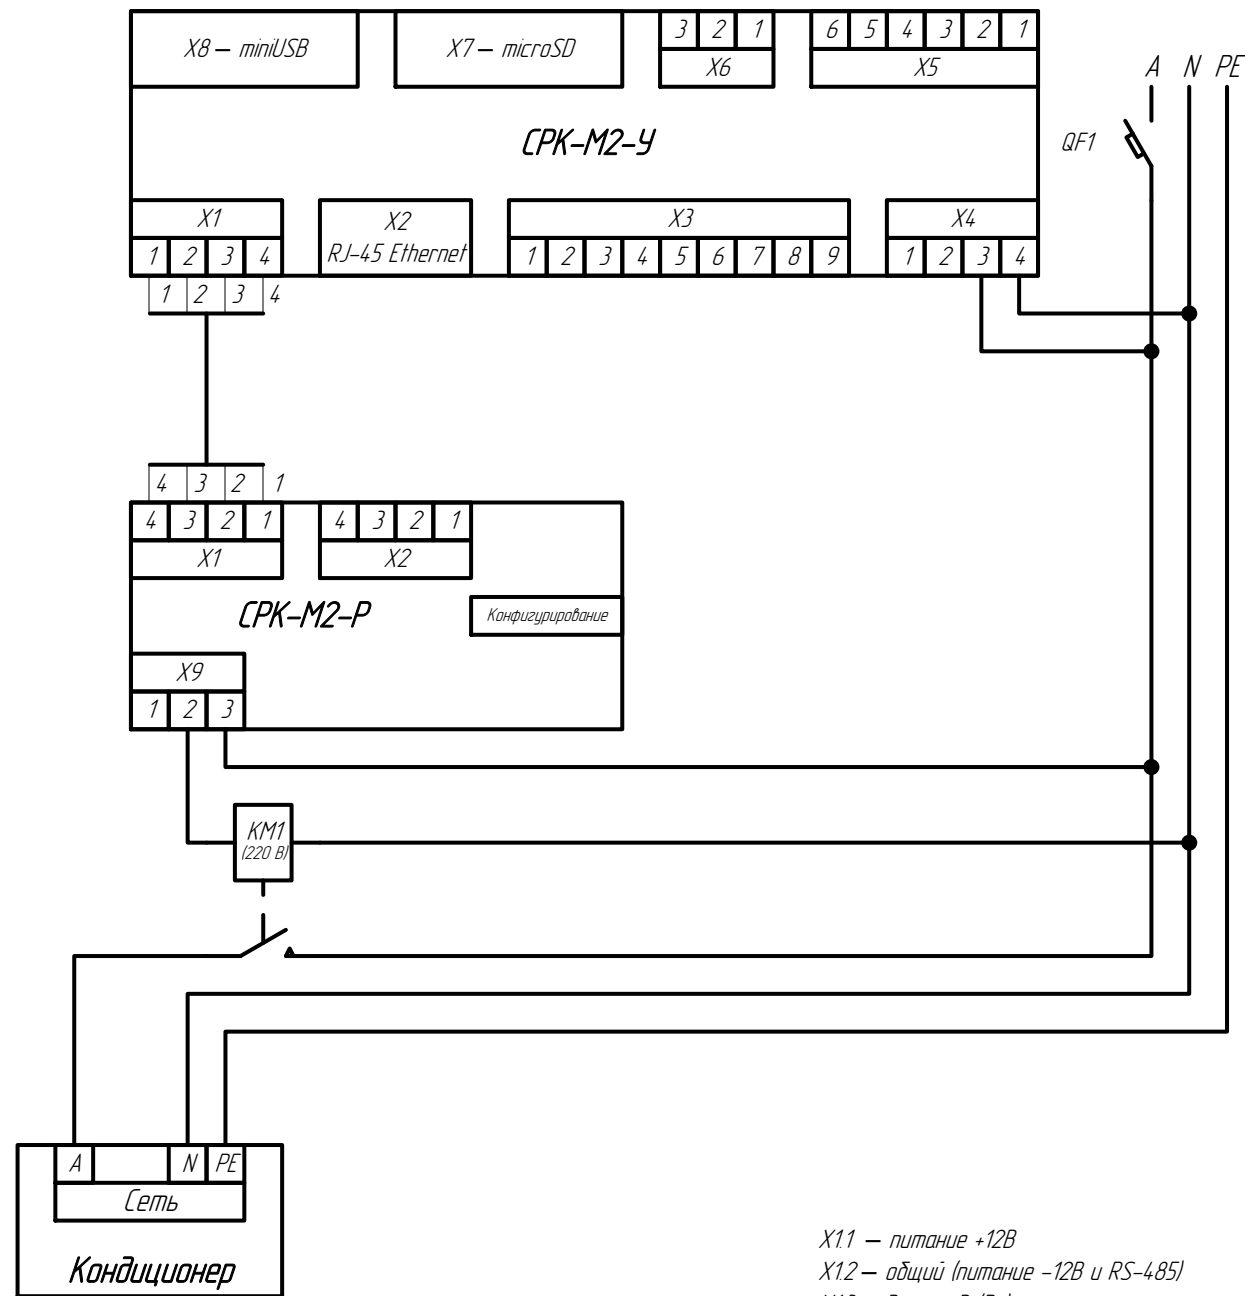 X8 – miniUSB
X7 – microSD
3 2 1
X6
6 5 4 3 2 1
X5
A N PE
СРК-М2-У
QF1
X1
1 2 3 4
X2
RJ-45 Ethernet
X3
1 2 3 4 5 6 7 8 9
X4
1 2 3 4
1 2 3 4
4 3 2 1
4 3 2 1
X1
4 3 2 1
X2
СРК-М2-Р
Конфигурирование
X9
1 2 3
КМ1
(220 В)
A N PE
Сеть
Кондиционер
X1.1 – питание +12В
X1.2 – общий (питание -12В и RS-485)